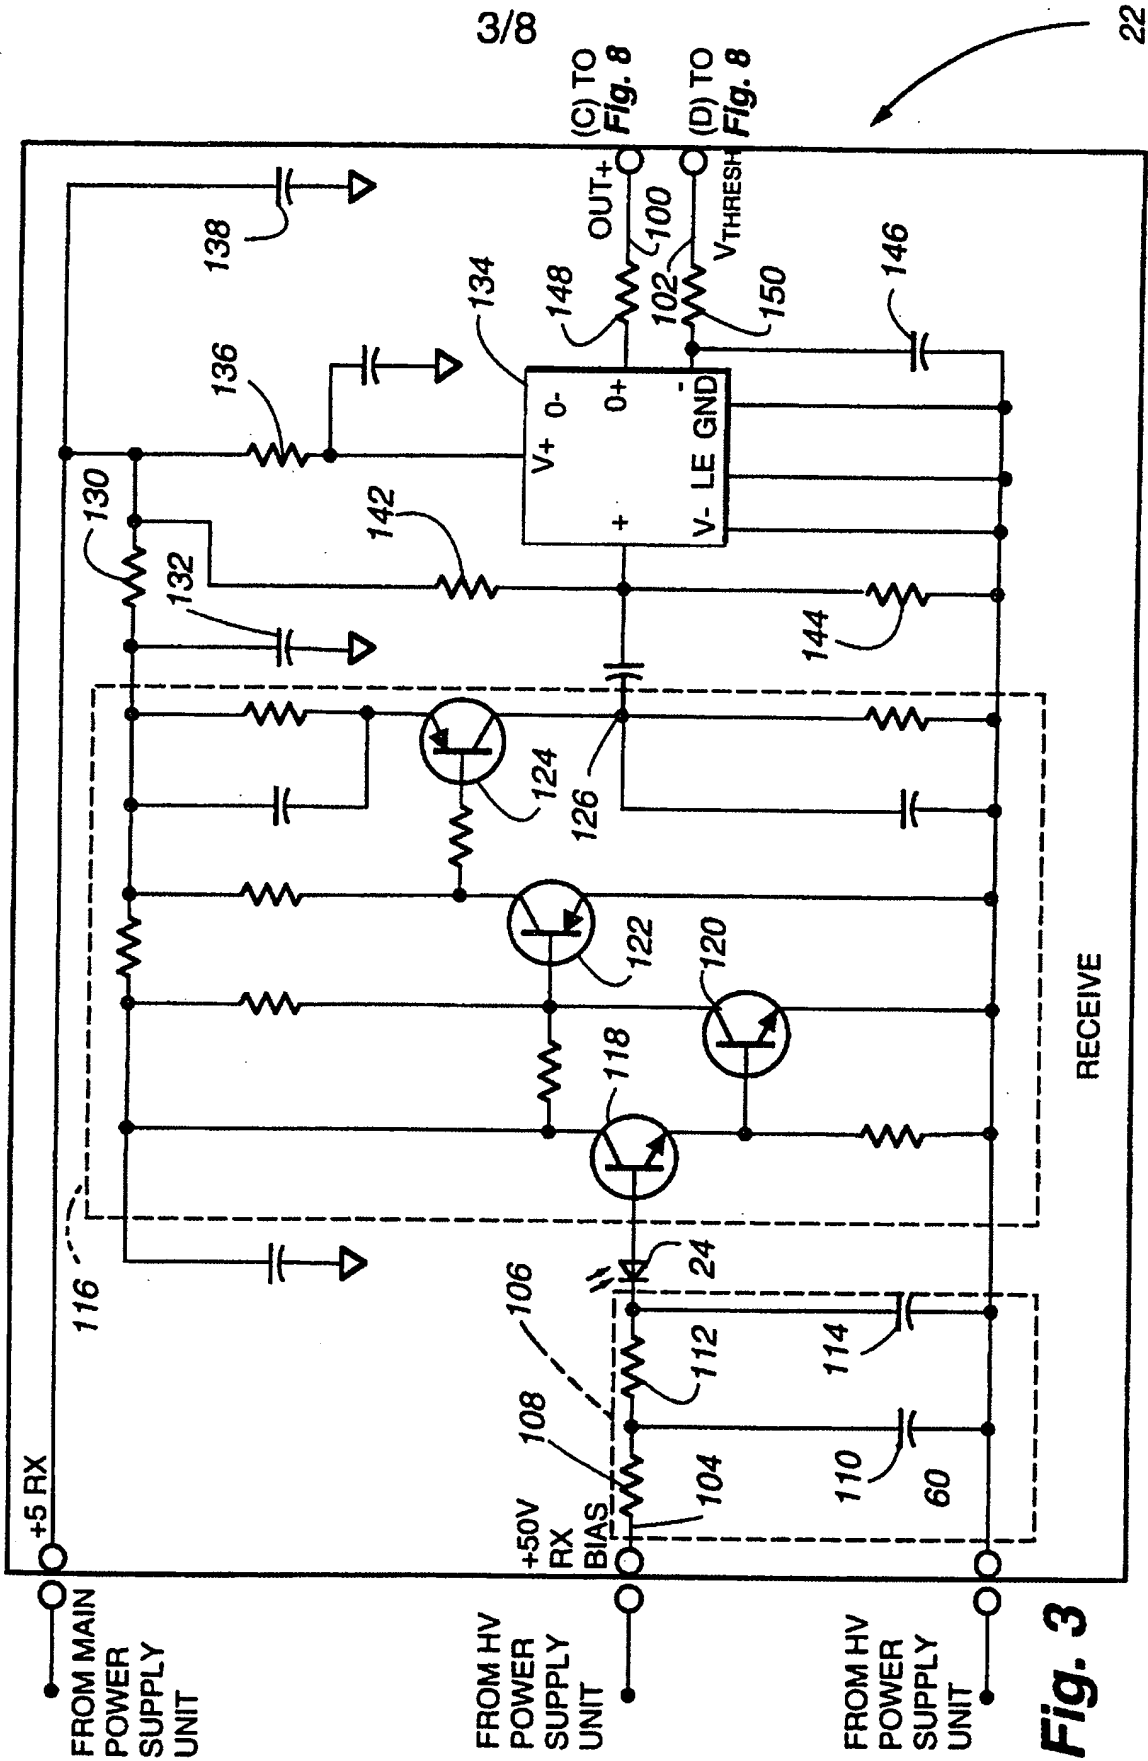 3/8
22
FROM MAIN
POWER
SUPPLY
UNIT
+5 RX
116
130
132
136
138
142
134
148
OUT+
100
(C) TO
Fig. 8
(D) TO
Fig. 8
VTHRESH
102
150
146
V+
0-
0+
+
-
V- LE GND
144
124
126
122
120
118
24
106
108
112
104
110
60
114
+50V
RX
BIAS
FROM HV
POWER
SUPPLY
UNIT
FROM HV
POWER
SUPPLY
UNIT
RECEIVE
Fig. 3